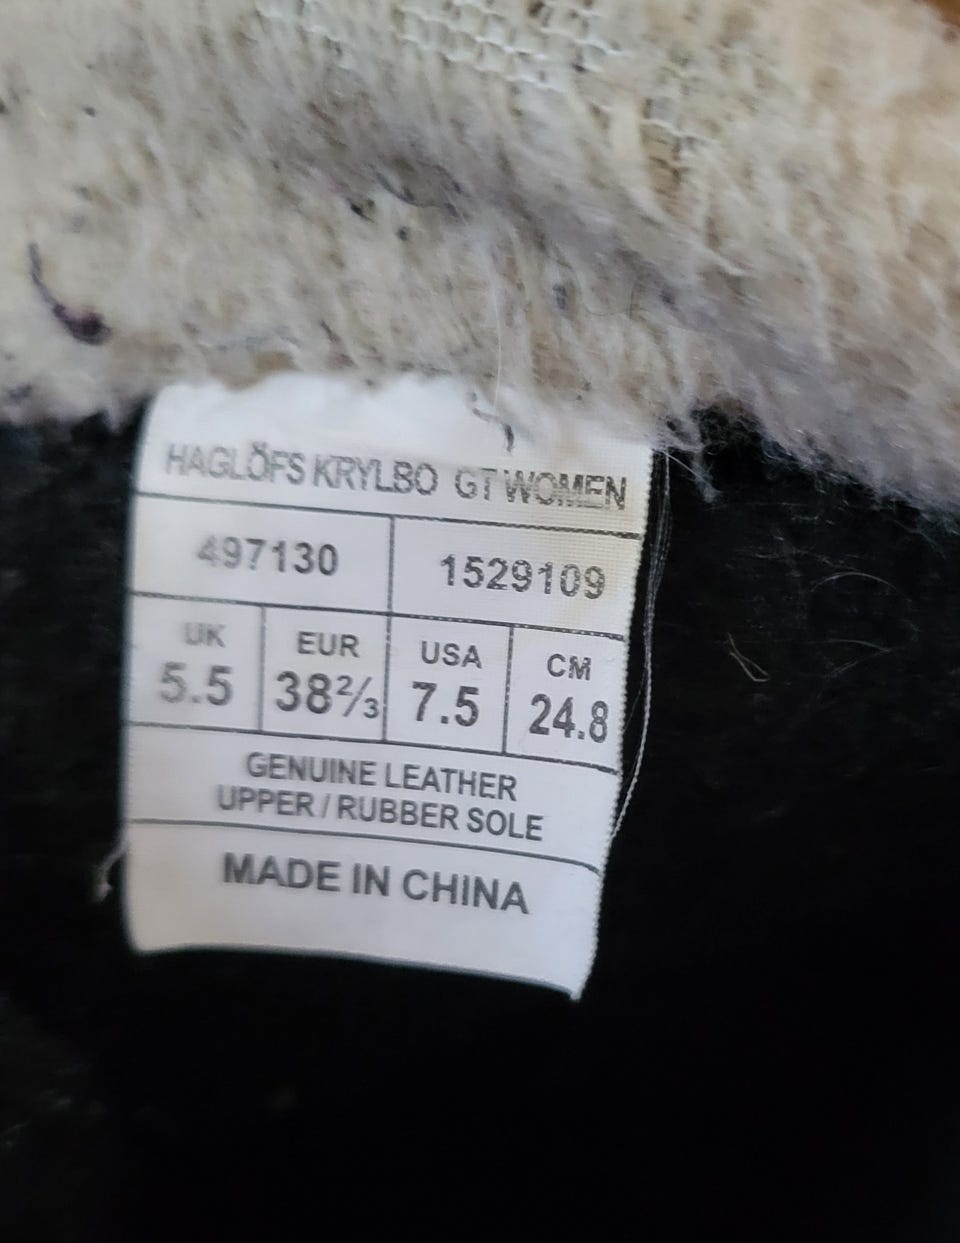 HAGLÖFS KRYLBO GT WOMEN
497130 1529109
UK EUR USA CM
5.5 38⅔ 7.5 24.8
GENUINE LEATHER
UPPER / RUBBER SOLE
MADE IN CHINA